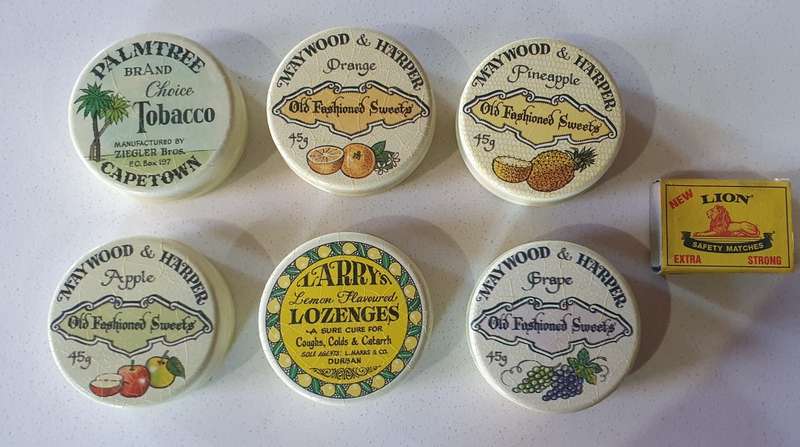 PALMTREE
BRAND
Choice
Tobacco
MANUFACTURED BY
ZIEGLER Bros.
P.O. Box 197
CAPETOWN
MAYWOOD & HARPER
Orange
Old Fashioned Sweets
45g
MAYWOOD & HARPER
Pineapple
Old Fashioned Sweets
45g
NEW
LION
SAFETY MATCHES
EXTRA STRONG
MAYWOOD & HARPER
Apple
Old Fashioned Sweets
45g
LARRYS
Lemon Flavoured
LOZENGES
A SURE CURE FOR
Coughs, Colds & Catarrh
SOLE AGENTS: L. MARKS & CO.
DURBAN
MAYWOOD & HARPER
Grape
Old Fashioned Sweets
45g